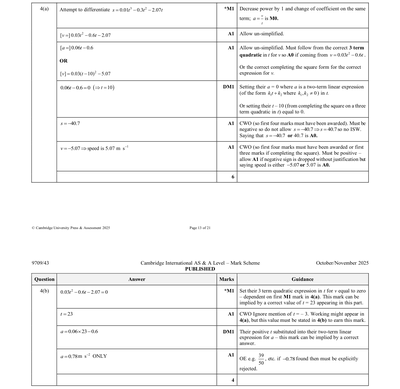 4(a) Attempt to differentiate s = 0.01t³ − 0.3t² − 2.07t *M1 Decrease power by 1 and change of coefficient on the same
term; a = s/t is M0.
[v =] 0.03t² − 0.6t − 2.07 A1 Allow un-simplified.
[a =] 0.06t − 0.6 A1 Allow un-simplified. Must follow from the correct 3 term
quadratic in t for v so A0 if coming from v = 0.03t² − 0.6t.
OR Or the correct completing the square form for the correct
expression for v
[v] = 0.03(t − 10)² − 5.07
0.06t − 0.6 = 0 (⇒ t = 10) DM1 Setting their a = 0 where a is a two-term linear expression
(of the form k₁t + k₂ where k₁, k₂ ≠ 0) in t
Or setting their t − 10 (from completing the square on a three
term quadratic in t) equal to 0.
s = −40.7 A1 CWO (so first four marks must have been awarded). Must be
negative so do not allow s = −40.7 ⇒ s = 40.7 so no ISW.
Saying that s = −40.7 or 40.7 is A0.
v = −5.07 ⇒ speed is 5.07 m s⁻¹ A1 CWO (so first four marks must have been awarded or first
three marks if completing the square). Must be positive –
allow A1 if negative sign is dropped without justification but
saying speed is either −5.07 or 5.07 is A0.
6
© Cambridge University Press & Assessment 2025 Page 15 of 21
9709/43 Cambridge International AS & A Level – Mark Scheme October/November 2025
PUBLISHED
Question Answer Marks Guidance
4(b) 0.03t² − 0.6t − 2.07 = 0 *M1 Set their 3 term quadratic expression in t for v equal to zero
– dependent on first M1 mark in 4(a). This mark can be
implied by a correct value of t = 23 appearing in this part.
t = 23 A1 CWO Ignore mention of t = −3. Working might appear in
4(a), but this value must be stated in 4(b) to earn this mark.
a = 0.06 × 23 − 0.6 DM1 Their positive t substituted into their two-term linear
expression for a – this mark can be implied by a correct
answer.
a = 0.78 m s⁻² ONLY A1 OE e.g. 39/50, etc. if −0.78 found then must be explicitly
rejected.
4